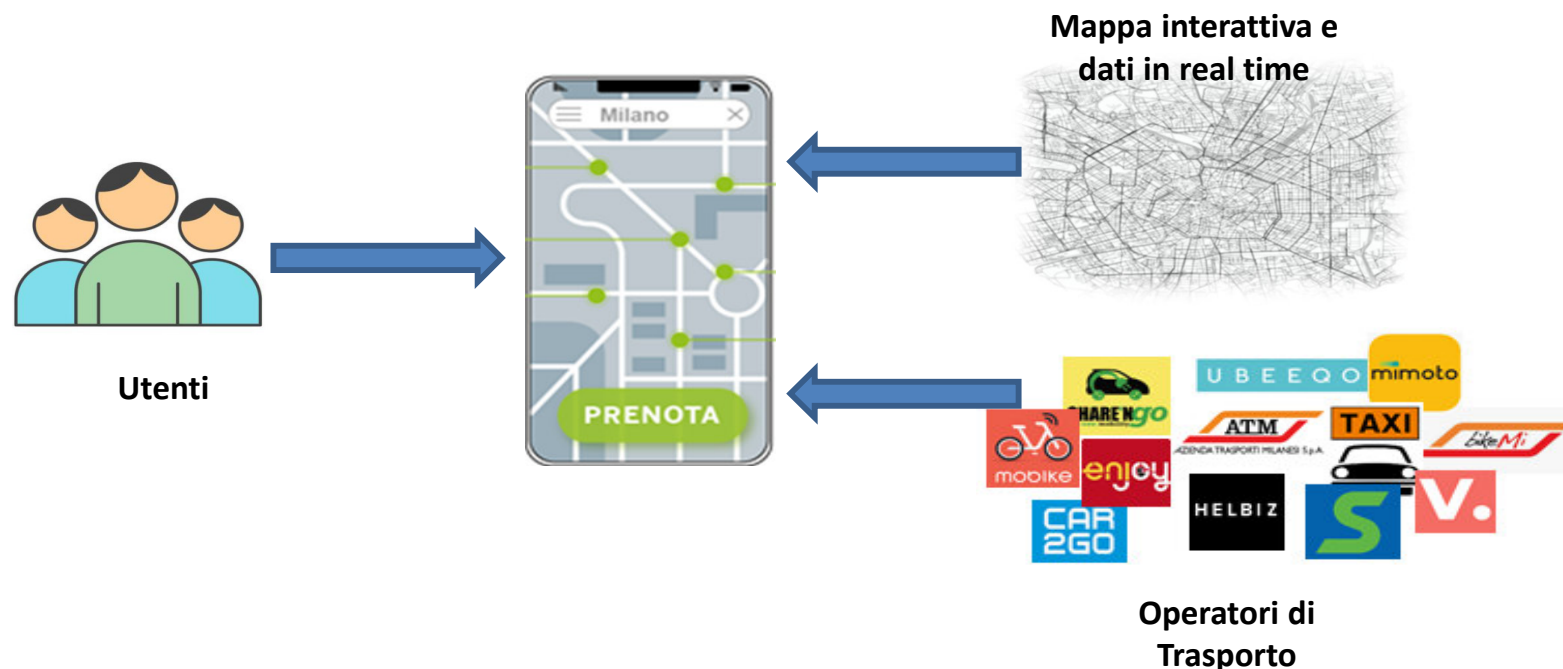 Mappa interattiva e
dati in real time
Milano
PRENOTA
Utenti
SHARE'NGO
UBEEQO
mimoto
mobike
enjoy
ATM
AZIENDA TRASPORTI MILANESI S.p.A.
TAXI
bikeMi
CAR
2GO
HELBIZ
S
V.
Operatori di
Trasporto